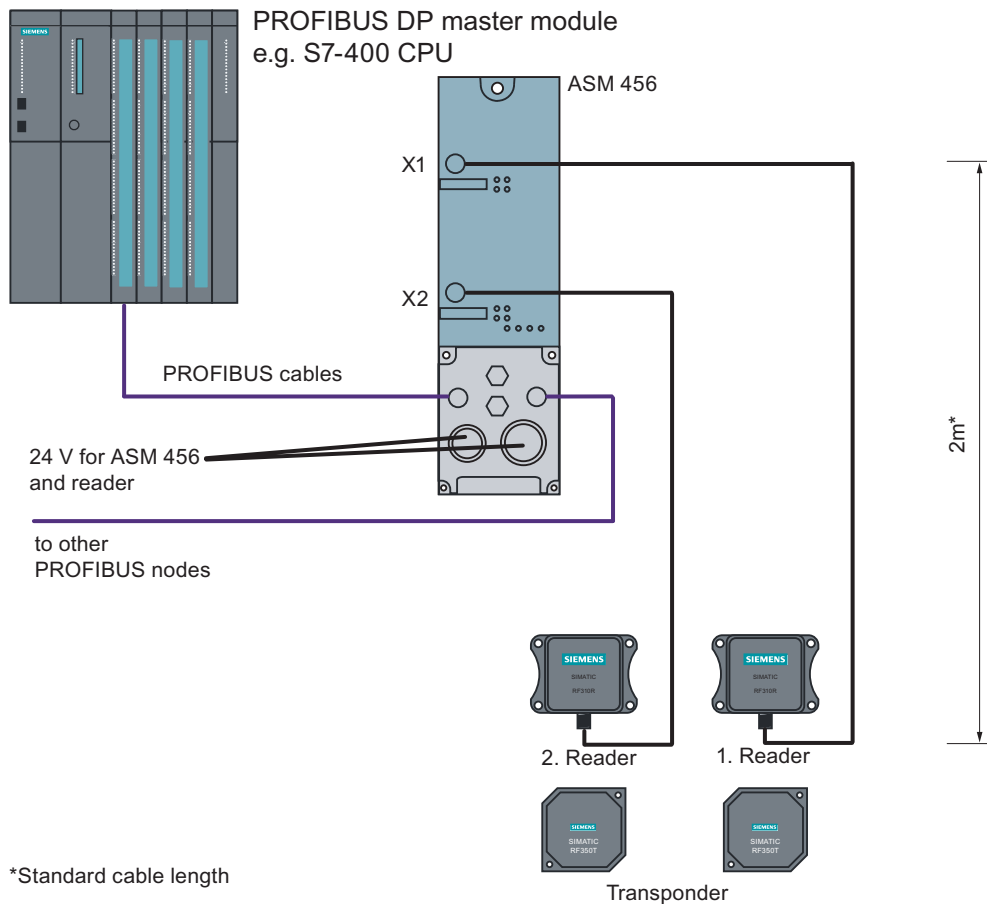 SIEMENS
PROFIBUS DP master module
e.g. S7-400 CPU
ASM 456
X1
X2
PROFIBUS cables
24 V for ASM 456
and reader
to other
PROFIBUS nodes
2m*
SIEMENS
SIMATIC
RF310R
2. Reader
SIEMENS
SIMATIC
RF310R
1. Reader
SIEMENS
SIMATIC
RF350T
SIEMENS
SIMATIC
RF350T
Transponder
*Standard cable length